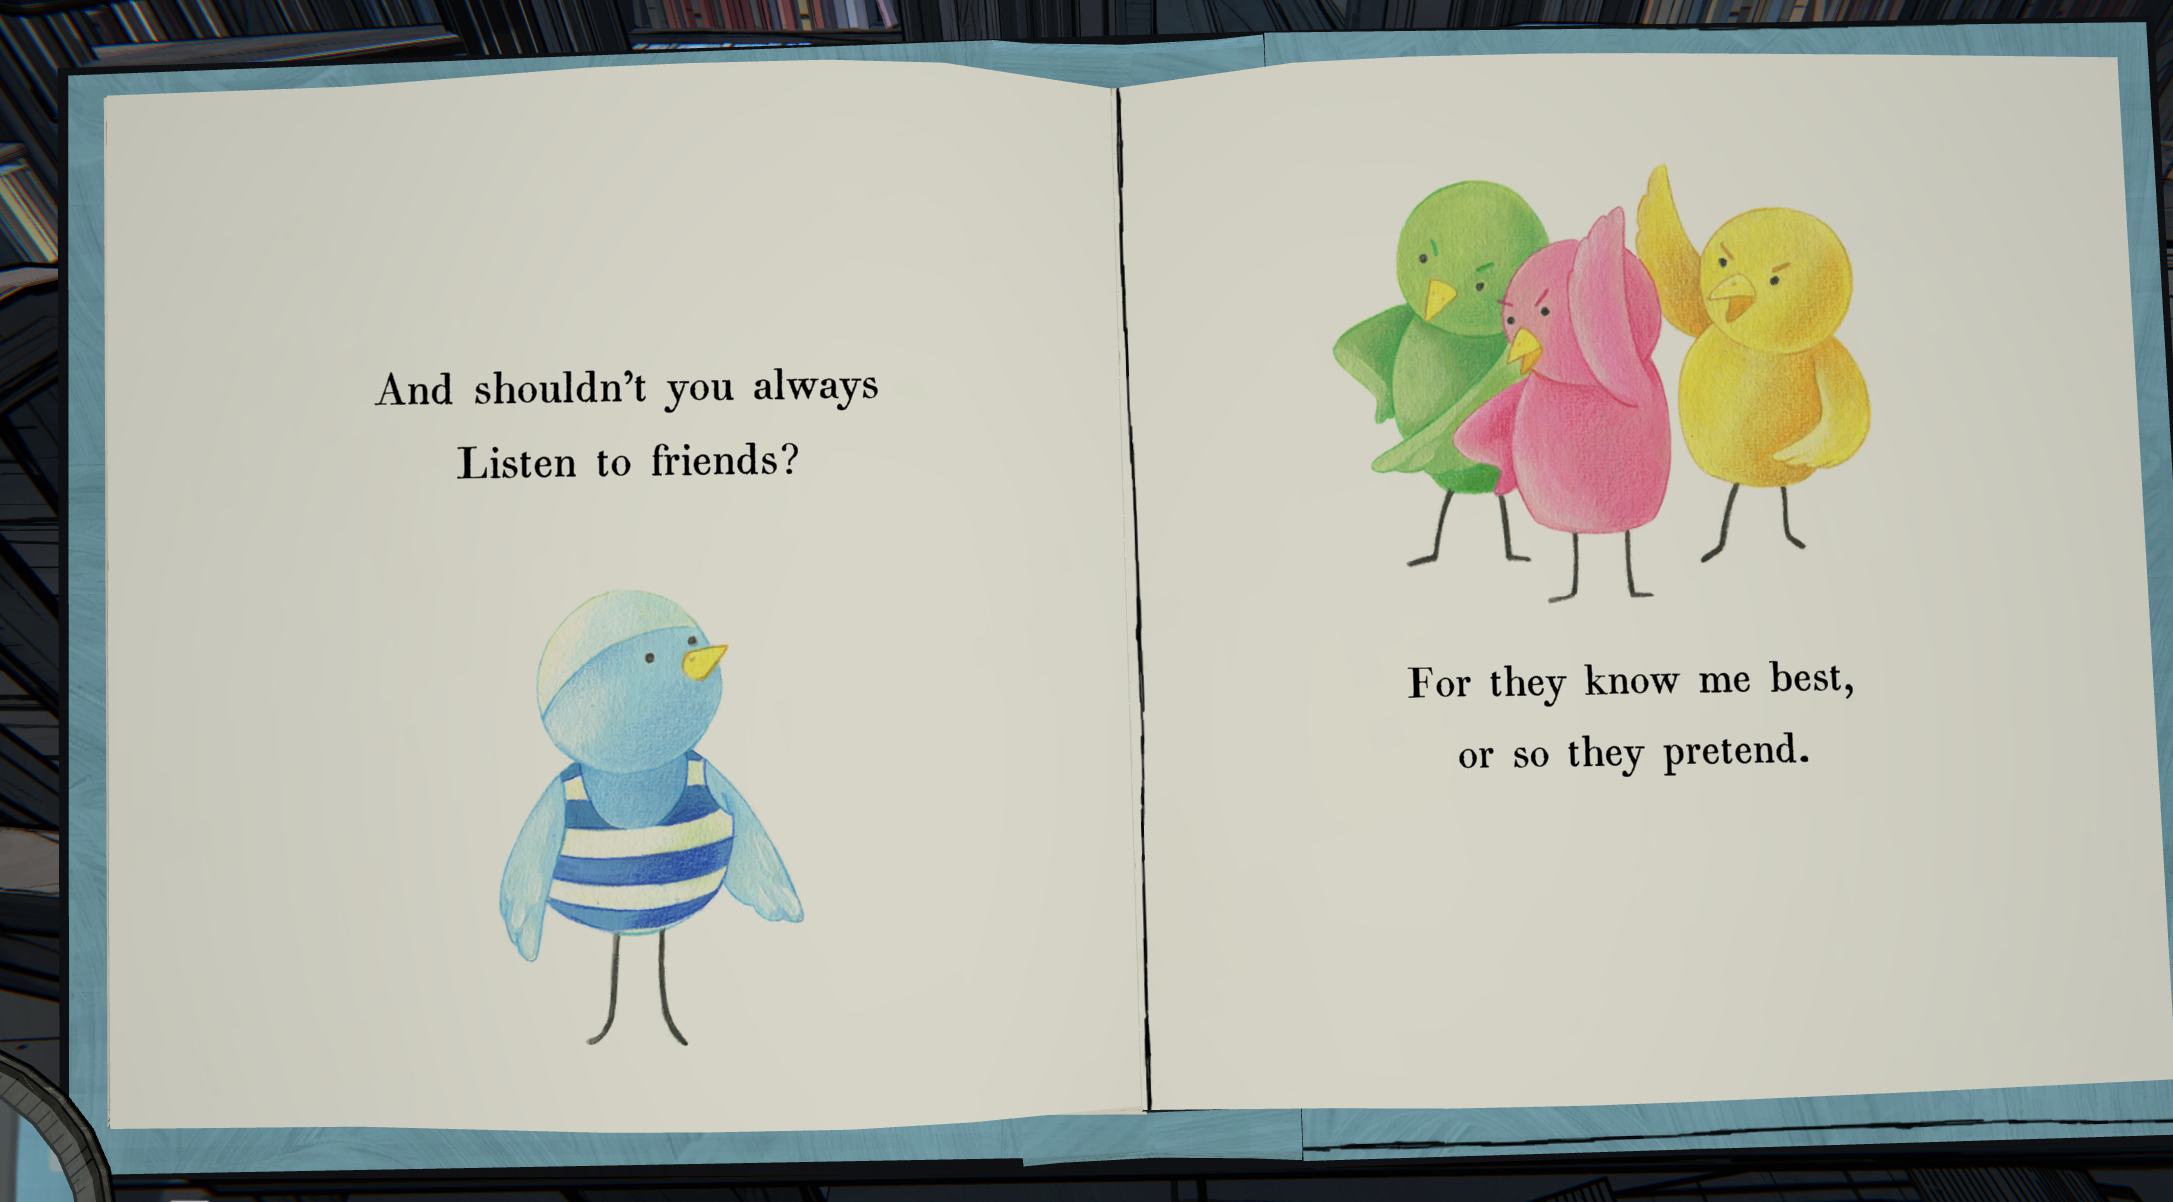 And shouldn't you always
Listen to friends?
For they know me best,
or so they pretend.